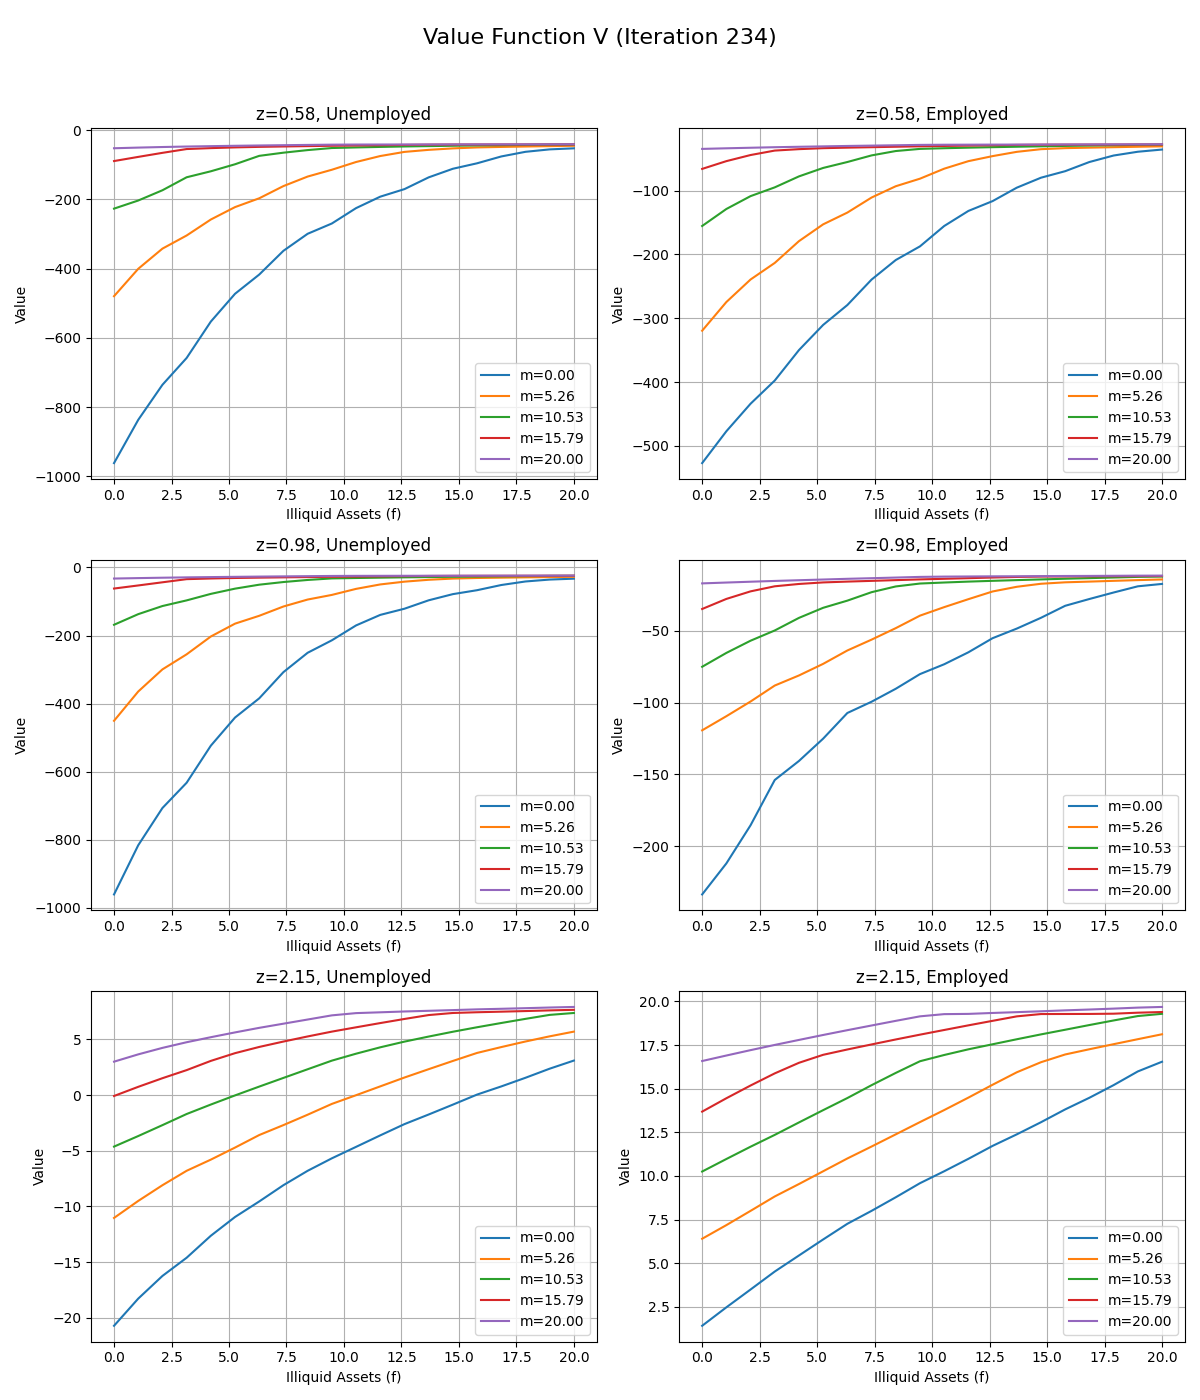 Value Function V (Iteration 234)
z=0.58, Unemployed
0
−200
−400
−600
−800
−1000
Value
0.0 2.5 5.0 7.5 10.0 12.5 15.0 17.5 20.0
Illiquid Assets (f)
m=0.00
m=5.26
m=10.53
m=15.79
m=20.00
z=0.58, Employed
−100
−200
−300
−400
−500
Value
0.0 2.5 5.0 7.5 10.0 12.5 15.0 17.5 20.0
Illiquid Assets (f)
m=0.00
m=5.26
m=10.53
m=15.79
m=20.00
z=0.98, Unemployed
0
−200
−400
−600
−800
−1000
Value
0.0 2.5 5.0 7.5 10.0 12.5 15.0 17.5 20.0
Illiquid Assets (f)
m=0.00
m=5.26
m=10.53
m=15.79
m=20.00
z=0.98, Employed
−50
−100
−150
−200
Value
0.0 2.5 5.0 7.5 10.0 12.5 15.0 17.5 20.0
Illiquid Assets (f)
m=0.00
m=5.26
m=10.53
m=15.79
m=20.00
z=2.15, Unemployed
5
0
−5
−10
−15
−20
Value
0.0 2.5 5.0 7.5 10.0 12.5 15.0 17.5 20.0
Illiquid Assets (f)
m=0.00
m=5.26
m=10.53
m=15.79
m=20.00
z=2.15, Employed
20.0
17.5
15.0
12.5
10.0
7.5
5.0
2.5
Value
0.0 2.5 5.0 7.5 10.0 12.5 15.0 17.5 20.0
Illiquid Assets (f)
m=0.00
m=5.26
m=10.53
m=15.79
m=20.00